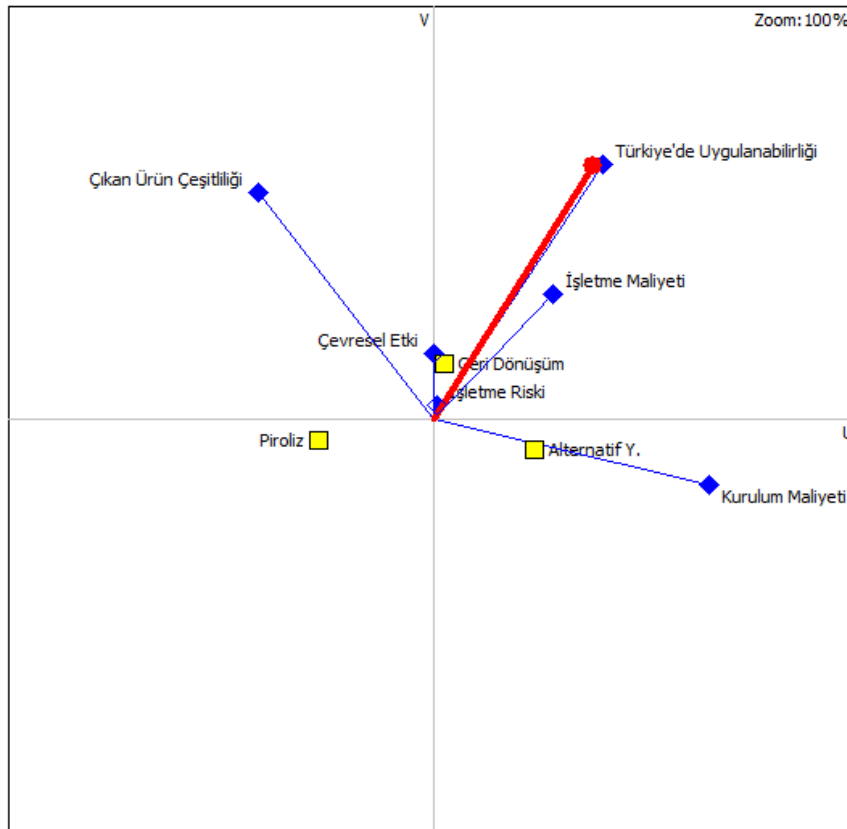 V
Zoom:100%
Türkiye'de Uygulanabilirliği
Çıkan Ürün Çeşitliliği
İşletme Maliyeti
Çevresel Etki
Geri Dönüşüm
İşletme Riski
U
Piroliz
Alternatif Y.
Kurulum Maliyeti